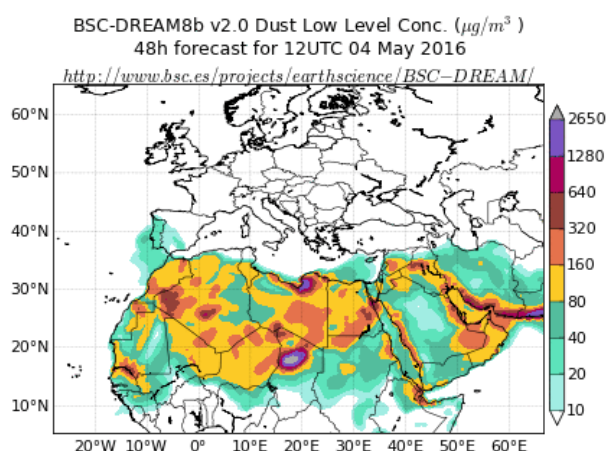 BSC-DREAM8b v2.0 Dust Low Level Conc. (μg/m³ )
48h forecast for 12UTC 04 May 2016
http://www.bsc.es/projects/earthscience/BSC−DREAM/
60°N
50°N
40°N
30°N
20°N
10°N
20°W 10°W 0° 10°E 20°E 30°E 40°E 50°E 60°E
2650
1280
640
320
160
80
40
20
10